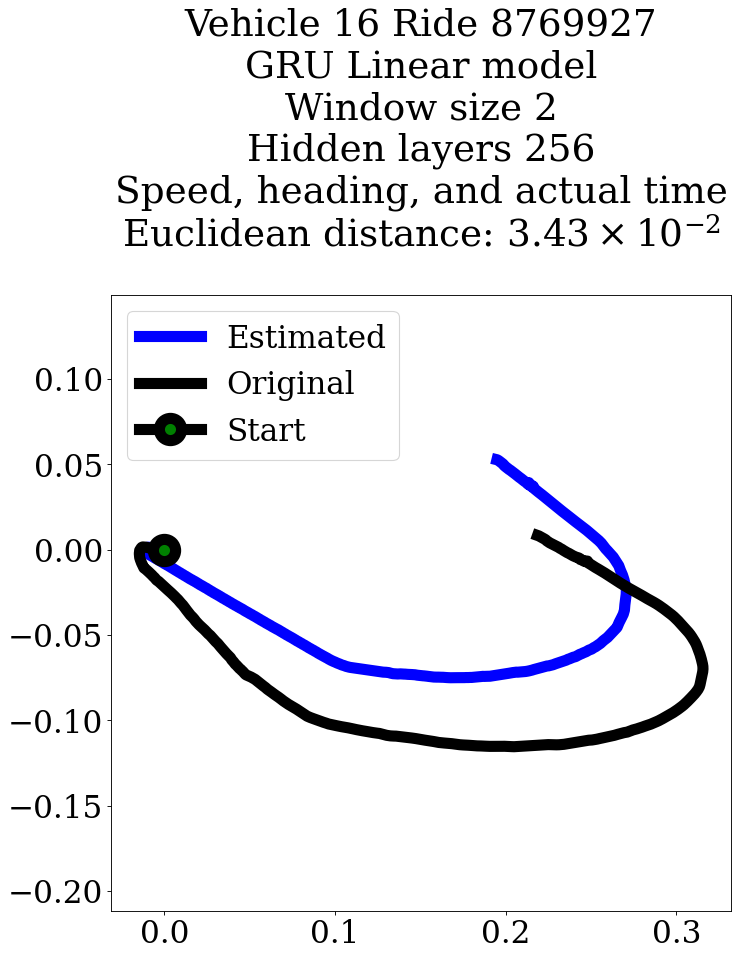 Vehicle 16 Ride 8769927
GRU Linear model
Window size 2
Hidden layers 256
Speed, heading, and actual time
Euclidean distance: 3.43 × 10⁻²
Estimated
Original
Start
0.10
0.05
0.00
−0.05
−0.10
−0.15
−0.20
0.0 0.1 0.2 0.3